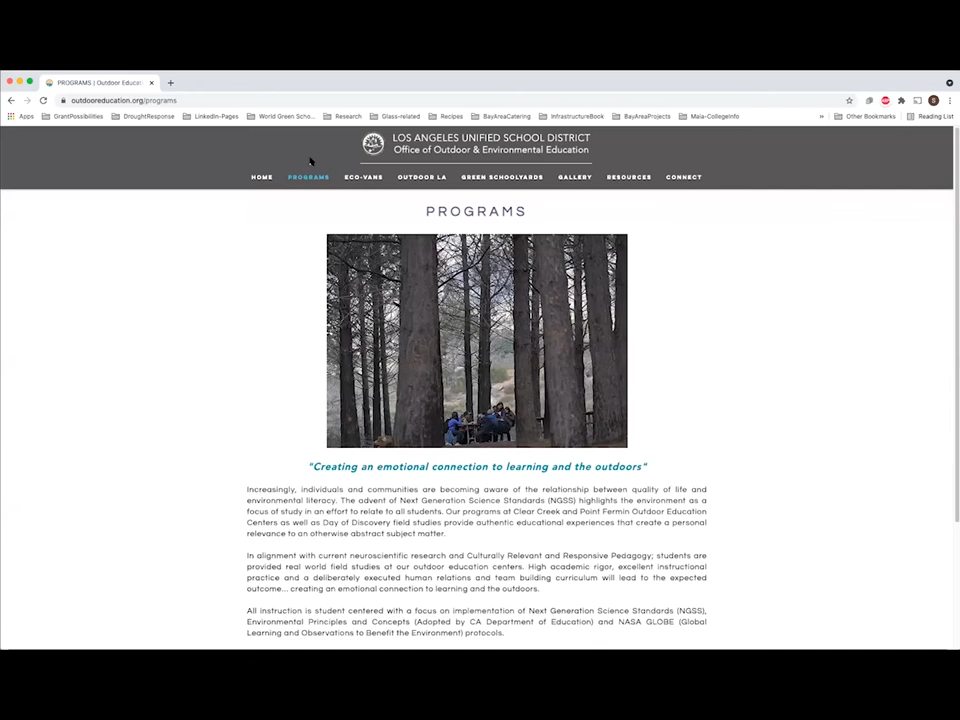 PROGRAMS | Outdoor Educat
outdooreducation.org/programs
Apps GrantPossibilities DroughtResponse LinkedIn-Pages World Green Scho... Research Glass-related Recipes BayAreaCatering InfrastructureBook BayAreaProjects Maia-CollegeInfo » Other Bookmarks Reading List
LOS ANGELES UNIFIED SCHOOL DISTRICT
Office of Outdoor & Environmental Education
HOME PROGRAMS ECO-VANS OUTDOOR LA GREEN SCHOOLYARDS GALLERY RESOURCES CONNECT
PROGRAMS
"Creating an emotional connection to learning and the outdoors"
Increasingly, individuals and communities are becoming aware of the relationship between quality of life and
environmental literacy. The advent of Next Generation Science Standards (NGSS) highlights the environment as a
focus of study in an effort to relate to all students. Our programs at Clear Creek and Point Fermin Outdoor Education
Centers as well as Day of Discovery field studies provide authentic educational experiences that create a personal
relevance to an otherwise abstract subject matter.
In alignment with current neuroscientific research and Culturally Relevant and Responsive Pedagogy; students are
provided real world field studies at our outdoor education centers. High academic rigor, excellent instructional
practice and a deliberately executed human relations and team building curriculum will lead to the expected
outcome... creating an emotional connection to learning and the outdoors.
All instruction is student centered with a focus on implementation of Next Generation Science Standards (NGSS),
Environmental Principles and Concepts (Adopted by CA Department of Education) and NASA GLOBE (Global
Learning and Observations to Benefit the Environment) protocols.